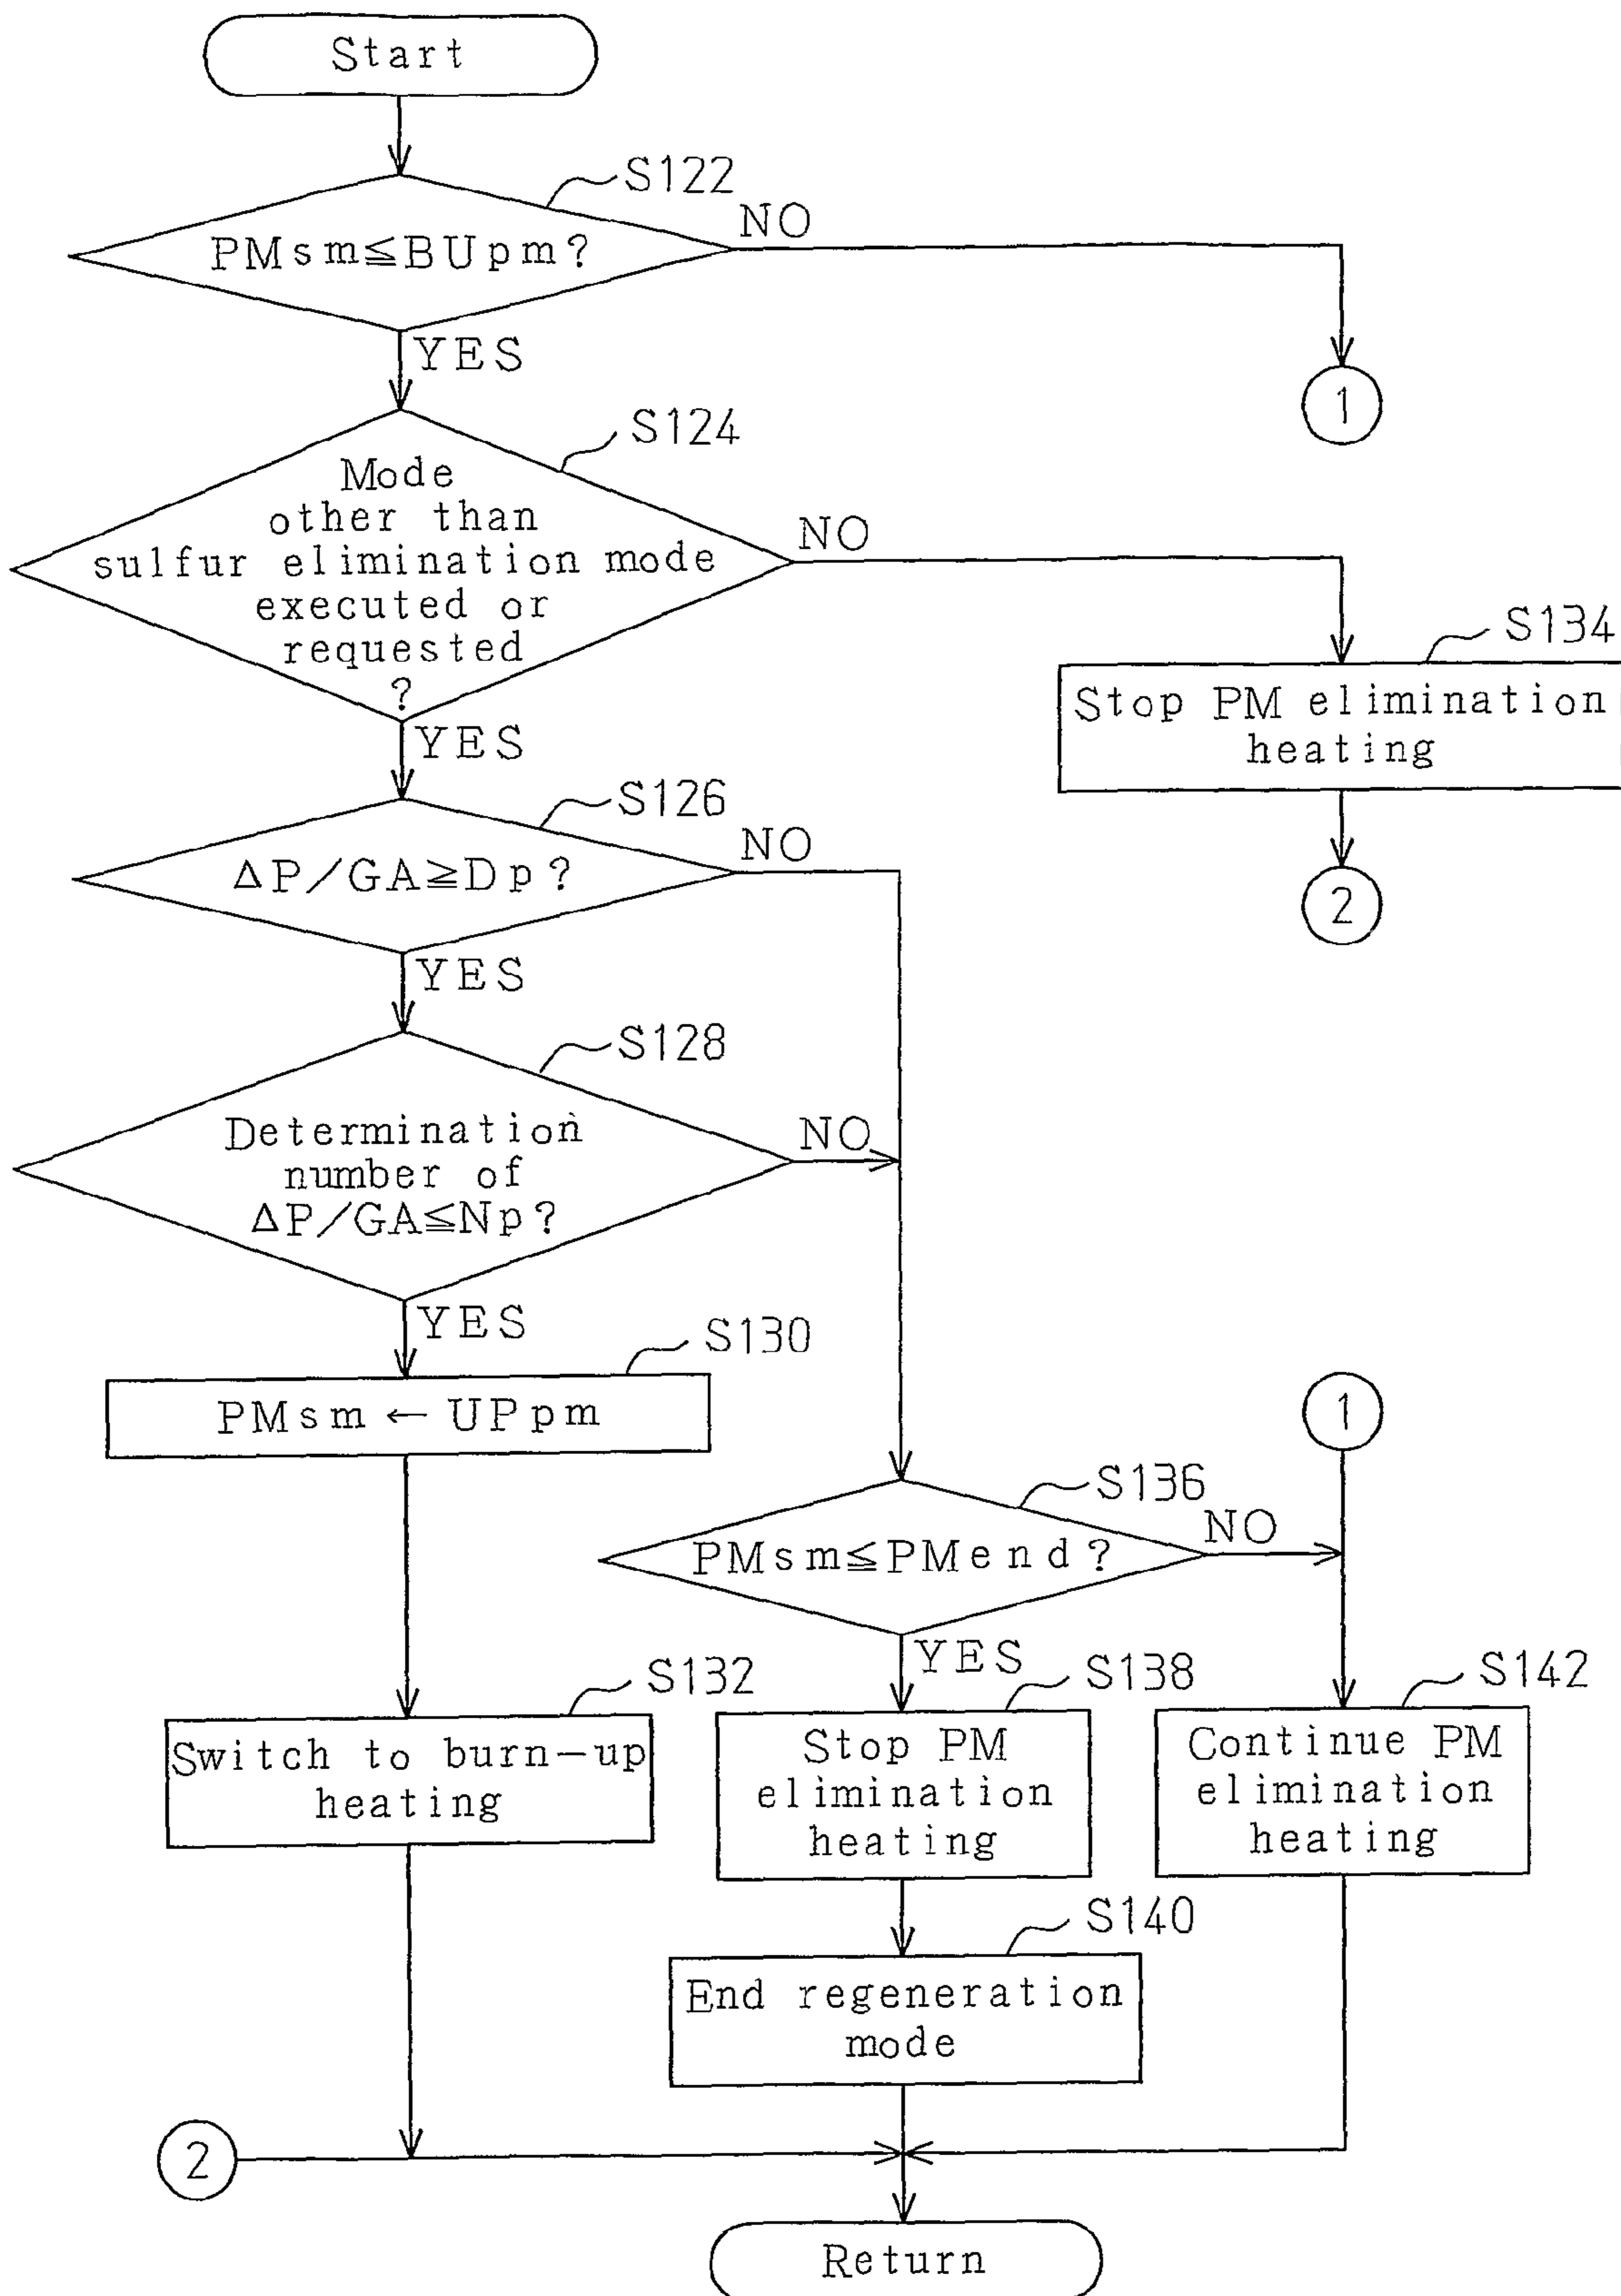 Start
S122
PMsm≦BUpm?
NO
YES
1
S124
Mode
other than
sulfur elimination mode
executed or
requested
?
NO
YES
S134
Stop PM elimination
heating
2
S126
ΔP/GA≧Dp?
NO
YES
S128
Determination
number of
ΔP/GA≦Np?
NO
YES
S130
PMsm ← UPpm
1
S136
PMsm≦PMend?
NO
YES
S132
Switch to burn-up
heating
S138
Stop PM
elimination
heating
S142
Continue PM
elimination
heating
S140
End regeneration
mode
2
Return